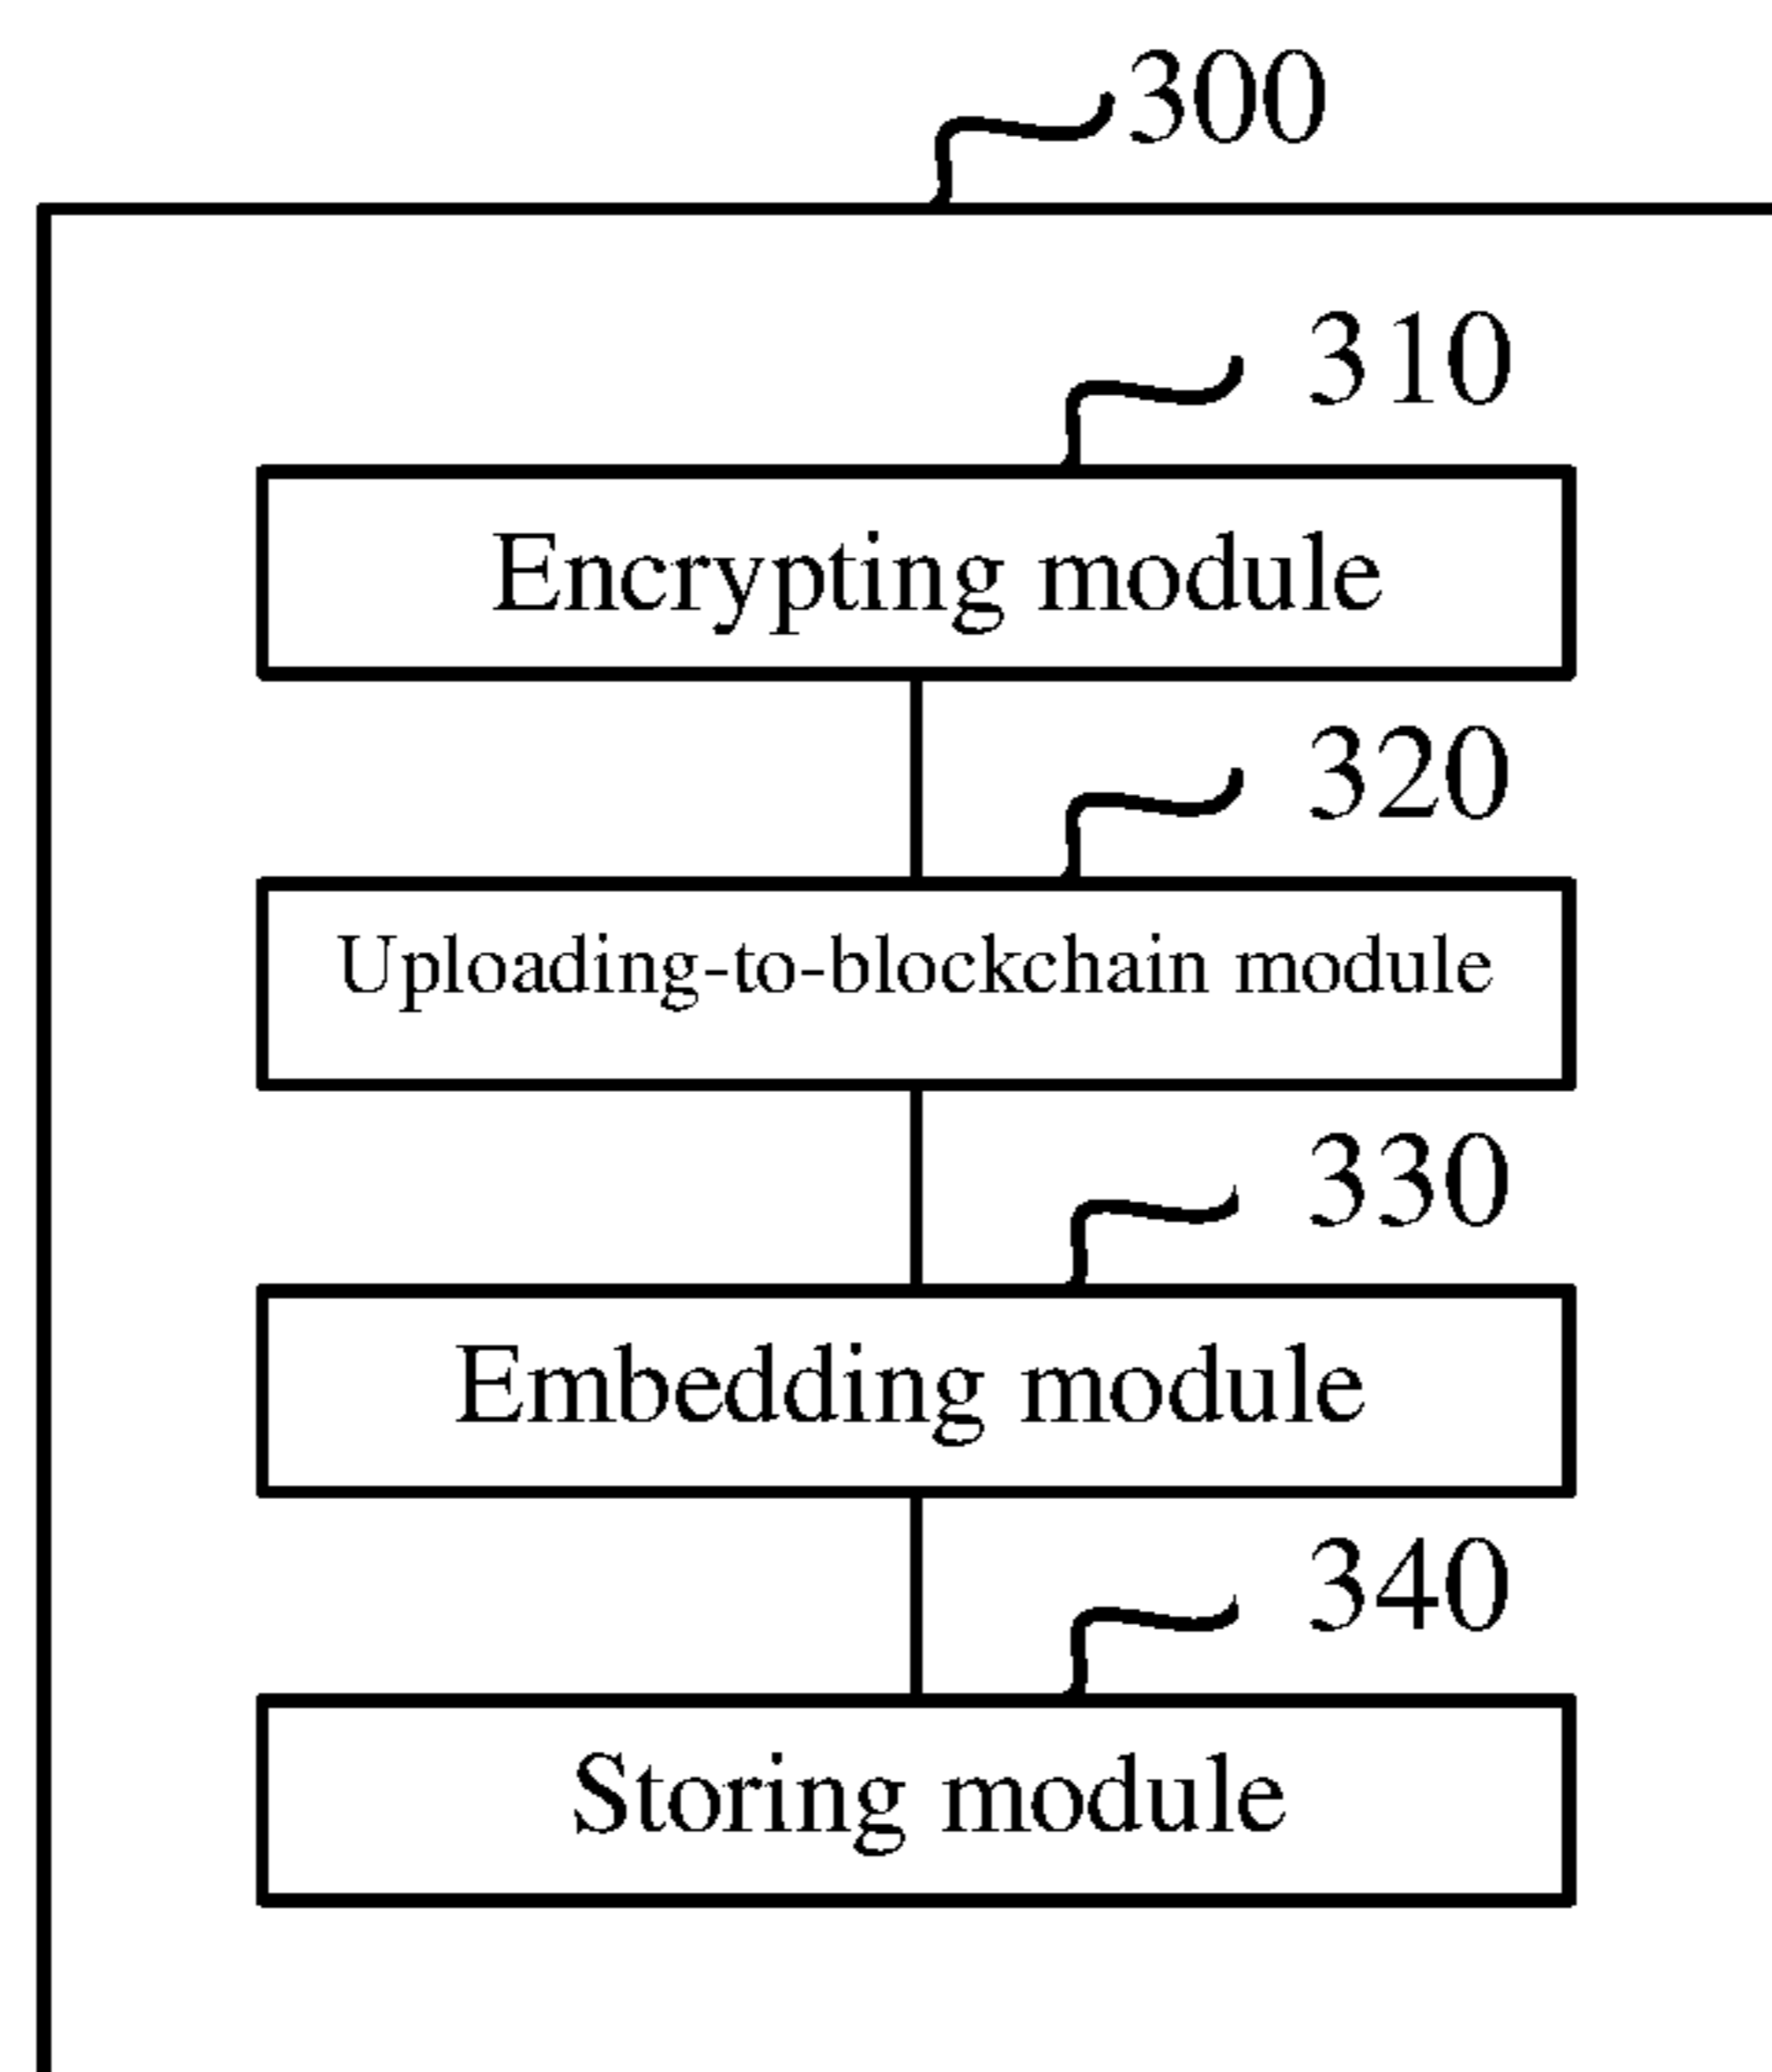 300
310
Encrypting module
320
Uploading-to-blockchain module
330
Embedding module
340
Storing module